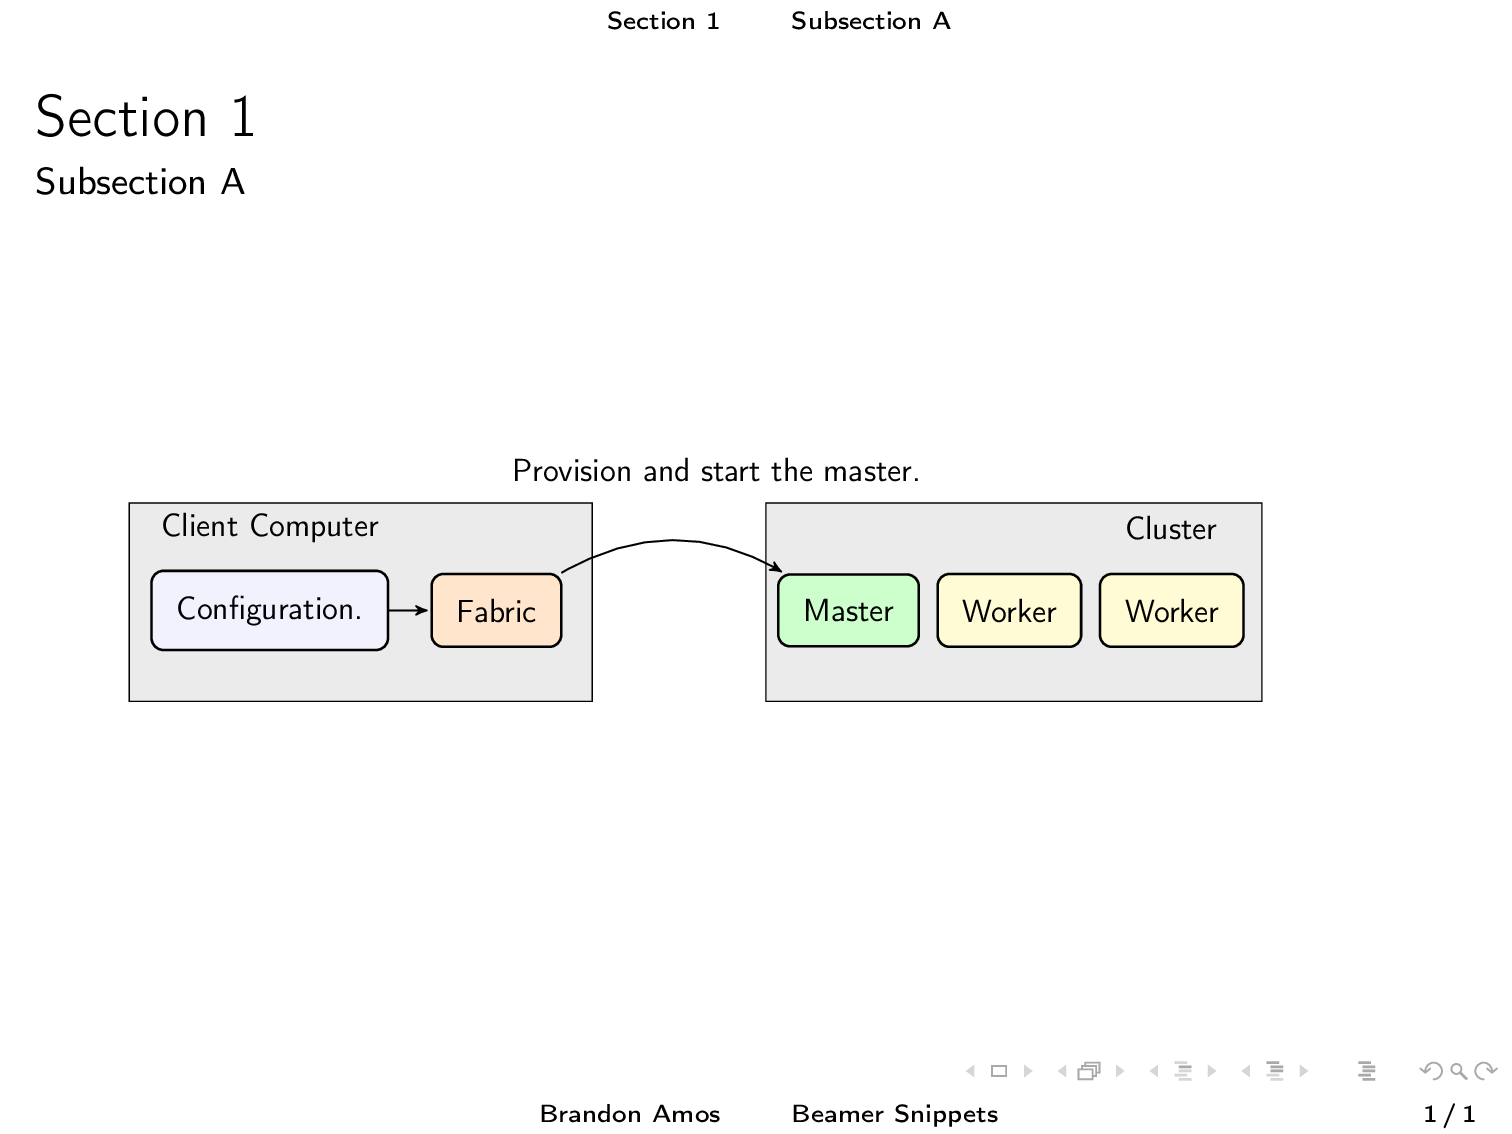 Section 1 Subsection A
Section 1
Subsection A
Provision and start the master.
Client Computer
Cluster
Configuration.
Fabric
Master
Worker
Worker
Brandon Amos Beamer Snippets 1 / 1